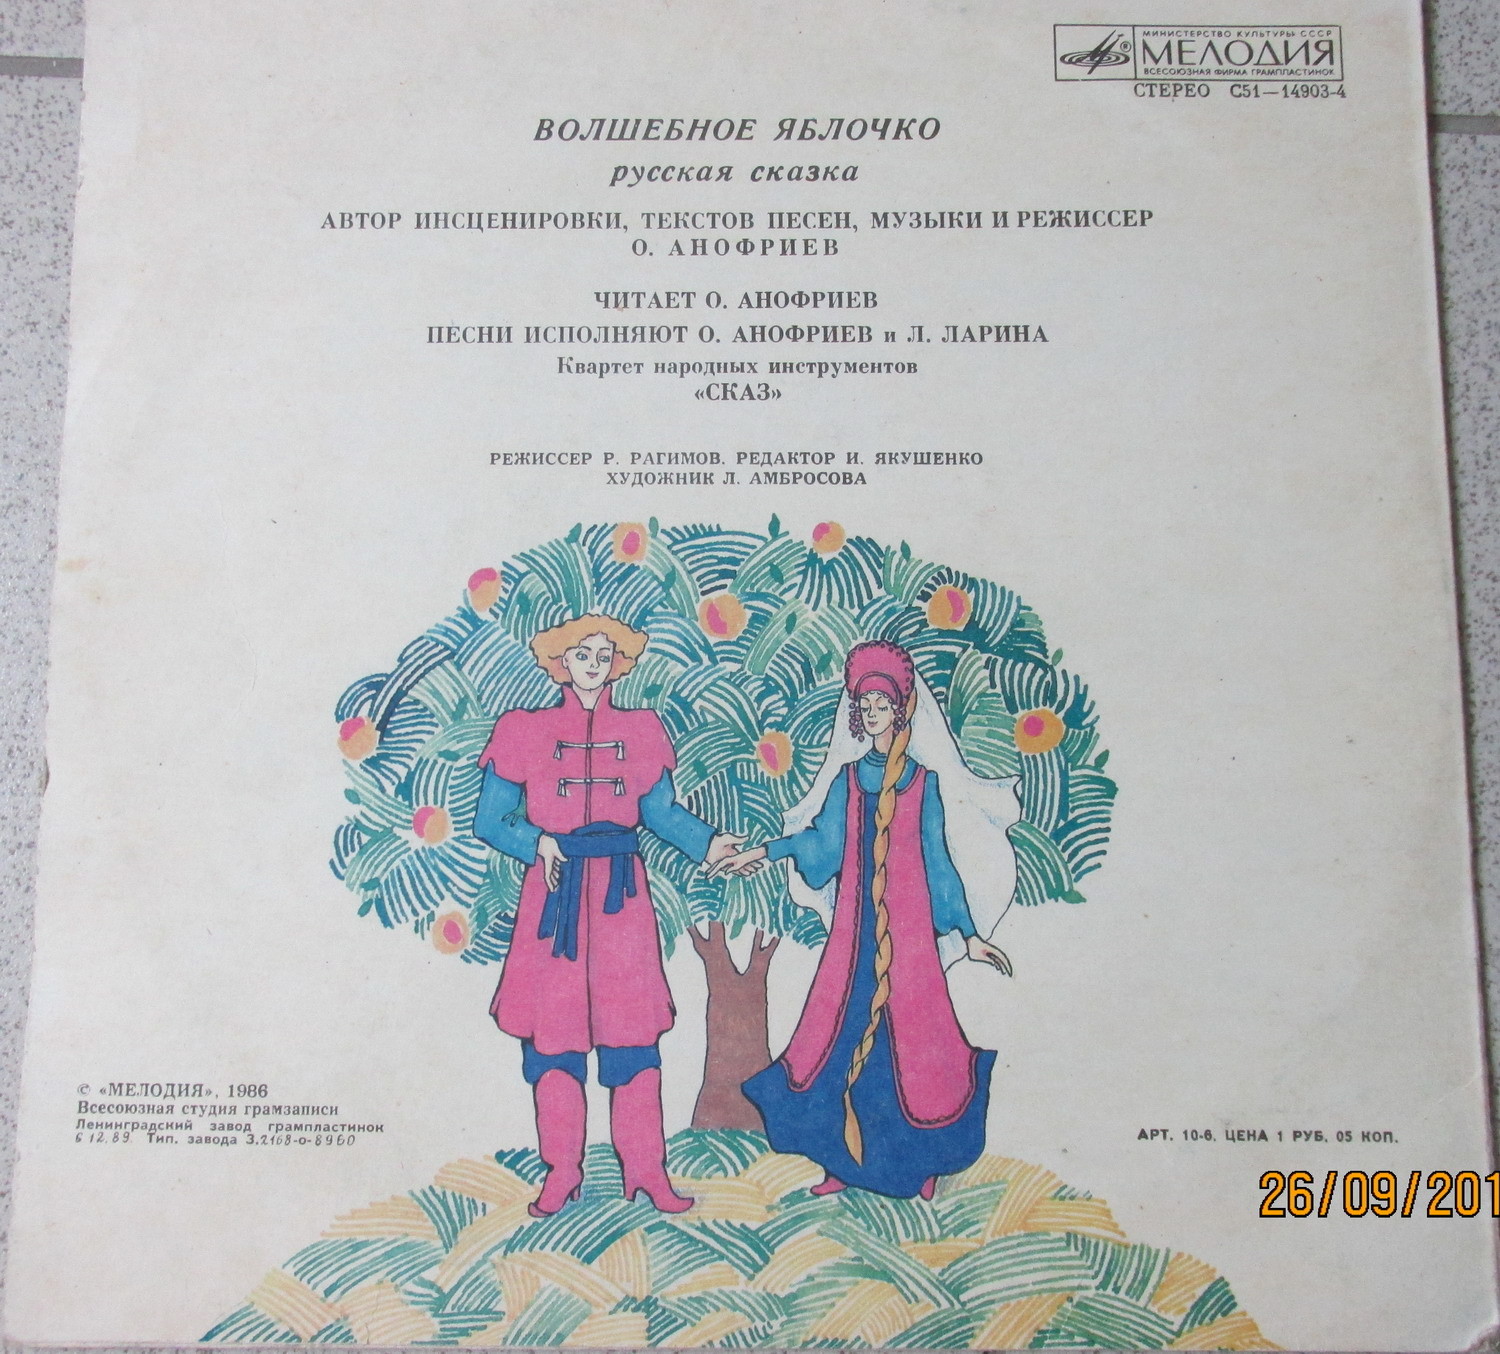 МИНИСТЕРСТВО КУЛЬТУРЫ СССР
МЕЛОДИЯ
ВСЕСОЮЗНАЯ ФИРМА ГРАМПЛАСТИНОК
СТЕРЕО С51—14903-4
ВОЛШЕБНОЕ ЯБЛОЧКО
русская сказка
АВТОР ИНСЦЕНИРОВКИ, ТЕКСТОВ ПЕСЕН, МУЗЫКИ И РЕЖИССЕР
О. АНОФРИЕВ
ЧИТАЕТ О. АНОФРИЕВ
ПЕСНИ ИСПОЛНЯЮТ О. АНОФРИЕВ и Л. ЛАРИНА
Квартет народных инструментов
«СКАЗ»
РЕЖИССЕР Р. РАГИМОВ. РЕДАКТОР И. ЯКУШЕНКО
ХУДОЖНИК Л. АМБРОСОВА
© «МЕЛОДИЯ», 1986
Всесоюзная студия грамзаписи
Ленинградский завод грампластинок
12.89 Тип. завода З.2168-о-8960
АРТ. 10-6. ЦЕНА 1 РУБ. 05 КОП.
26/09/201